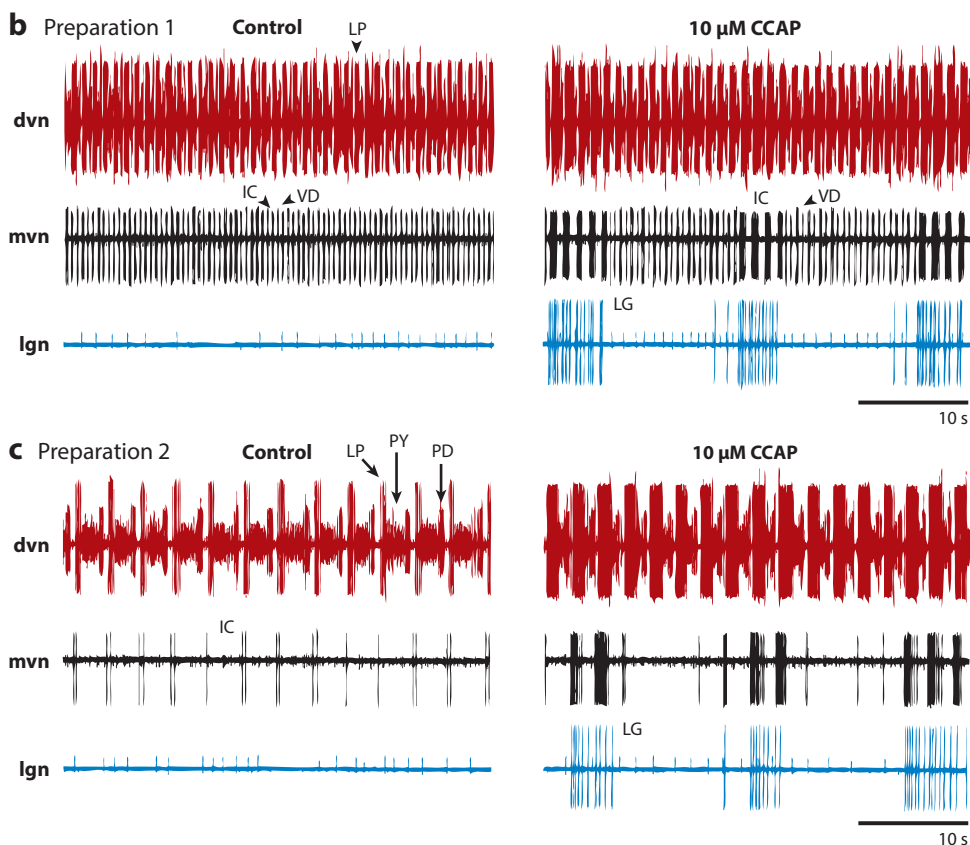 b Preparation 1 Control LP 10 μM CCAP
dvn
IC VD IC VD
mvn
LG
lgn
10 s
c Preparation 2 Control LP PY PD 10 μM CCAP
dvn
IC
mvn
LG
lgn
10 s